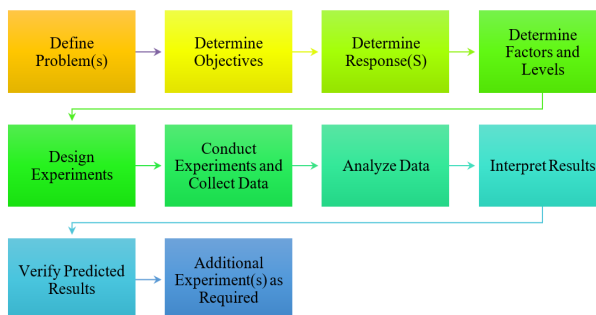 Define
Problem(s)
Determine
Objectives
Determine
Response(S)
Determine
Factors and
Levels
Design
Experiments
Conduct
Experiments and
Collect Data
Analyze Data
Interpret Results
Verify Predicted
Results
Additional
Experiment(s) as
Required